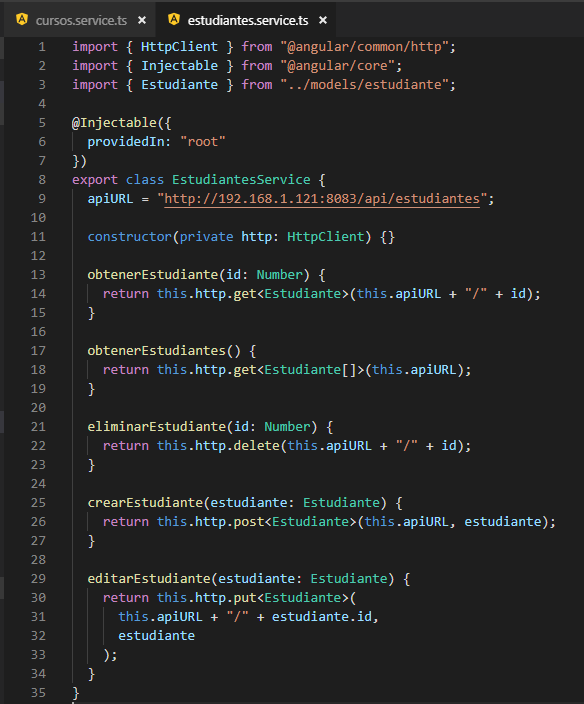 cursos.service.ts × estudiantes.service.ts ×
1 import { HttpClient } from "@angular/common/http";
2 import { Injectable } from "@angular/core";
3 import { Estudiante } from "../models/estudiante";
4
5 @Injectable({
6   providedIn: "root"
7 })
8 export class EstudiantesService {
9   apiURL = "http://192.168.1.121:8083/api/estudiantes";
10
11   constructor(private http: HttpClient) {}
12
13   obtenerEstudiante(id: Number) {
14     return this.http.get<Estudiante>(this.apiURL + "/" + id);
15   }
16
17   obtenerEstudiantes() {
18     return this.http.get<Estudiante[]>(this.apiURL);
19   }
20
21   eliminarEstudiante(id: Number) {
22     return this.http.delete(this.apiURL + "/" + id);
23   }
24
25   crearEstudiante(estudiante: Estudiante) {
26     return this.http.post<Estudiante>(this.apiURL, estudiante);
27   }
28
29   editarEstudiante(estudiante: Estudiante) {
30     return this.http.put<Estudiante>(
31       this.apiURL + "/" + estudiante.id,
32       estudiante
33     );
34   }
35 }